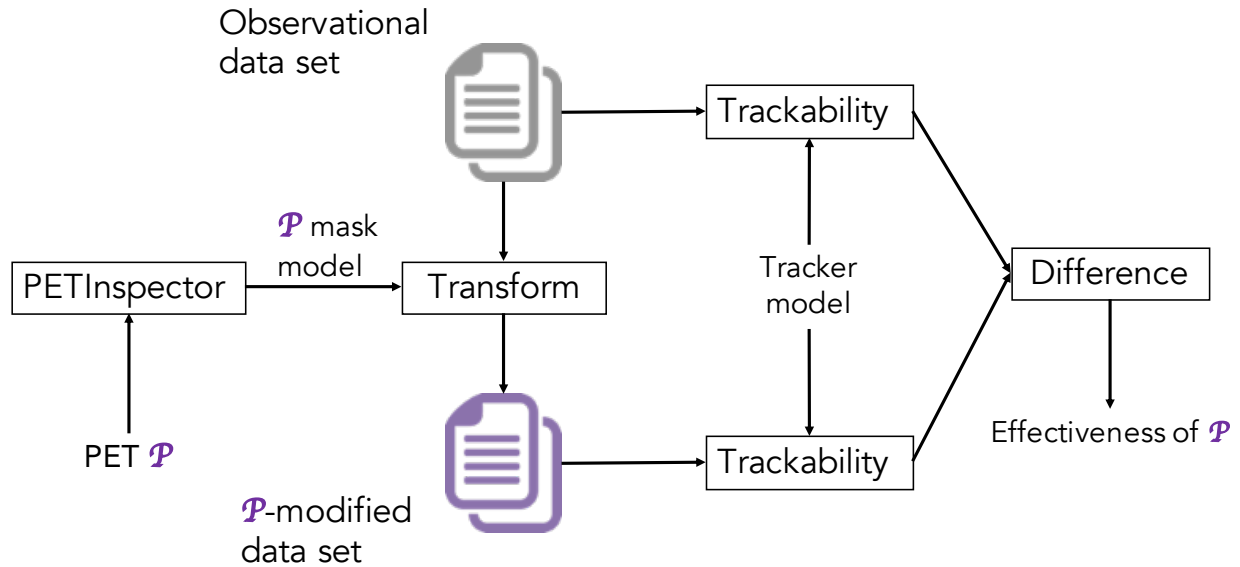 Observational
data set
Trackability
𝒫 mask
model
PETInspector
Transform
Tracker
model
Difference
PET 𝒫
Trackability
Effectiveness of 𝒫
𝒫-modified
data set